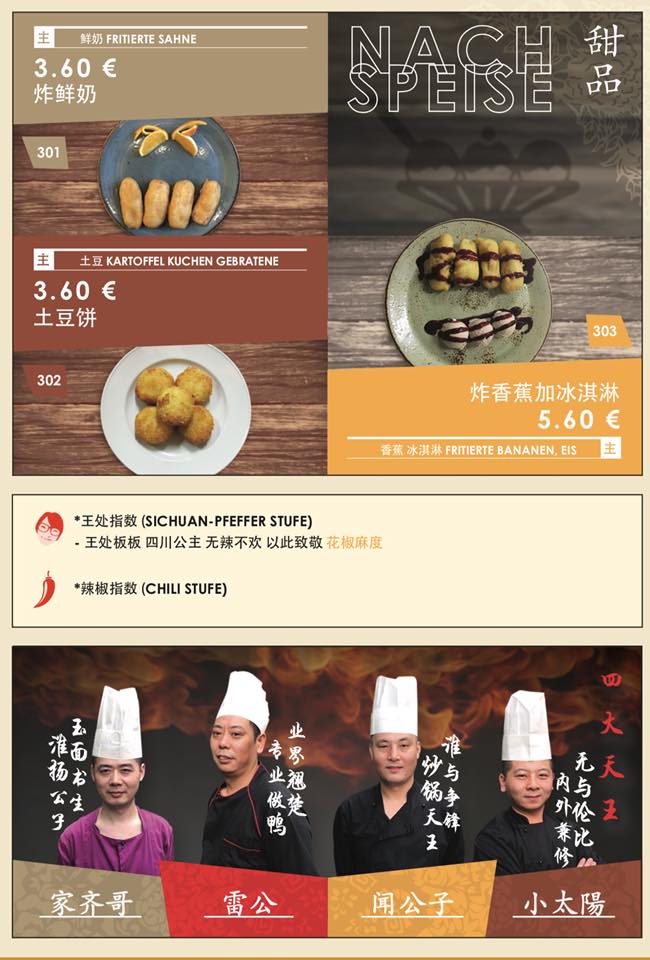 主 鲜奶 FRITIERTE SAHNE
3.60 €
炸鲜奶
301
主 土豆 KARTOFFEL KUCHEN GEBRATENE
3.60 €
土豆饼
302
NACH
SPEISE
甜品
303
炸香蕉加冰淇淋
5.60 €
香蕉 冰淇淋 FRITIERTE BANANEN, EIS 主
*王处指数 (SICHUAN-PFEFFER STUFE)
- 王处板板 四川公主 无辣不欢 以此致敬 花椒麻度
*辣椒指数 (CHILI STUFE)
四大天王
玉面书生
淮扬公子
业界翘楚
专业做鸭
谁与争锋
炒锅天王
无与伦比
内外兼修
家齐哥
雷公
闻公子
小太陽